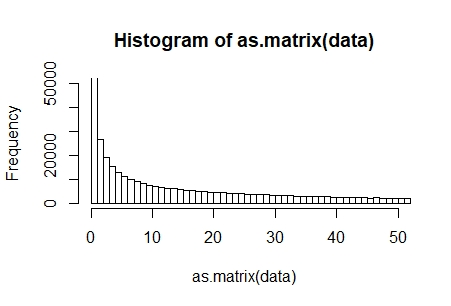 Histogram of as.matrix(data)
Frequency
50000
20000
0
0 10 20 30 40 50
as.matrix(data)